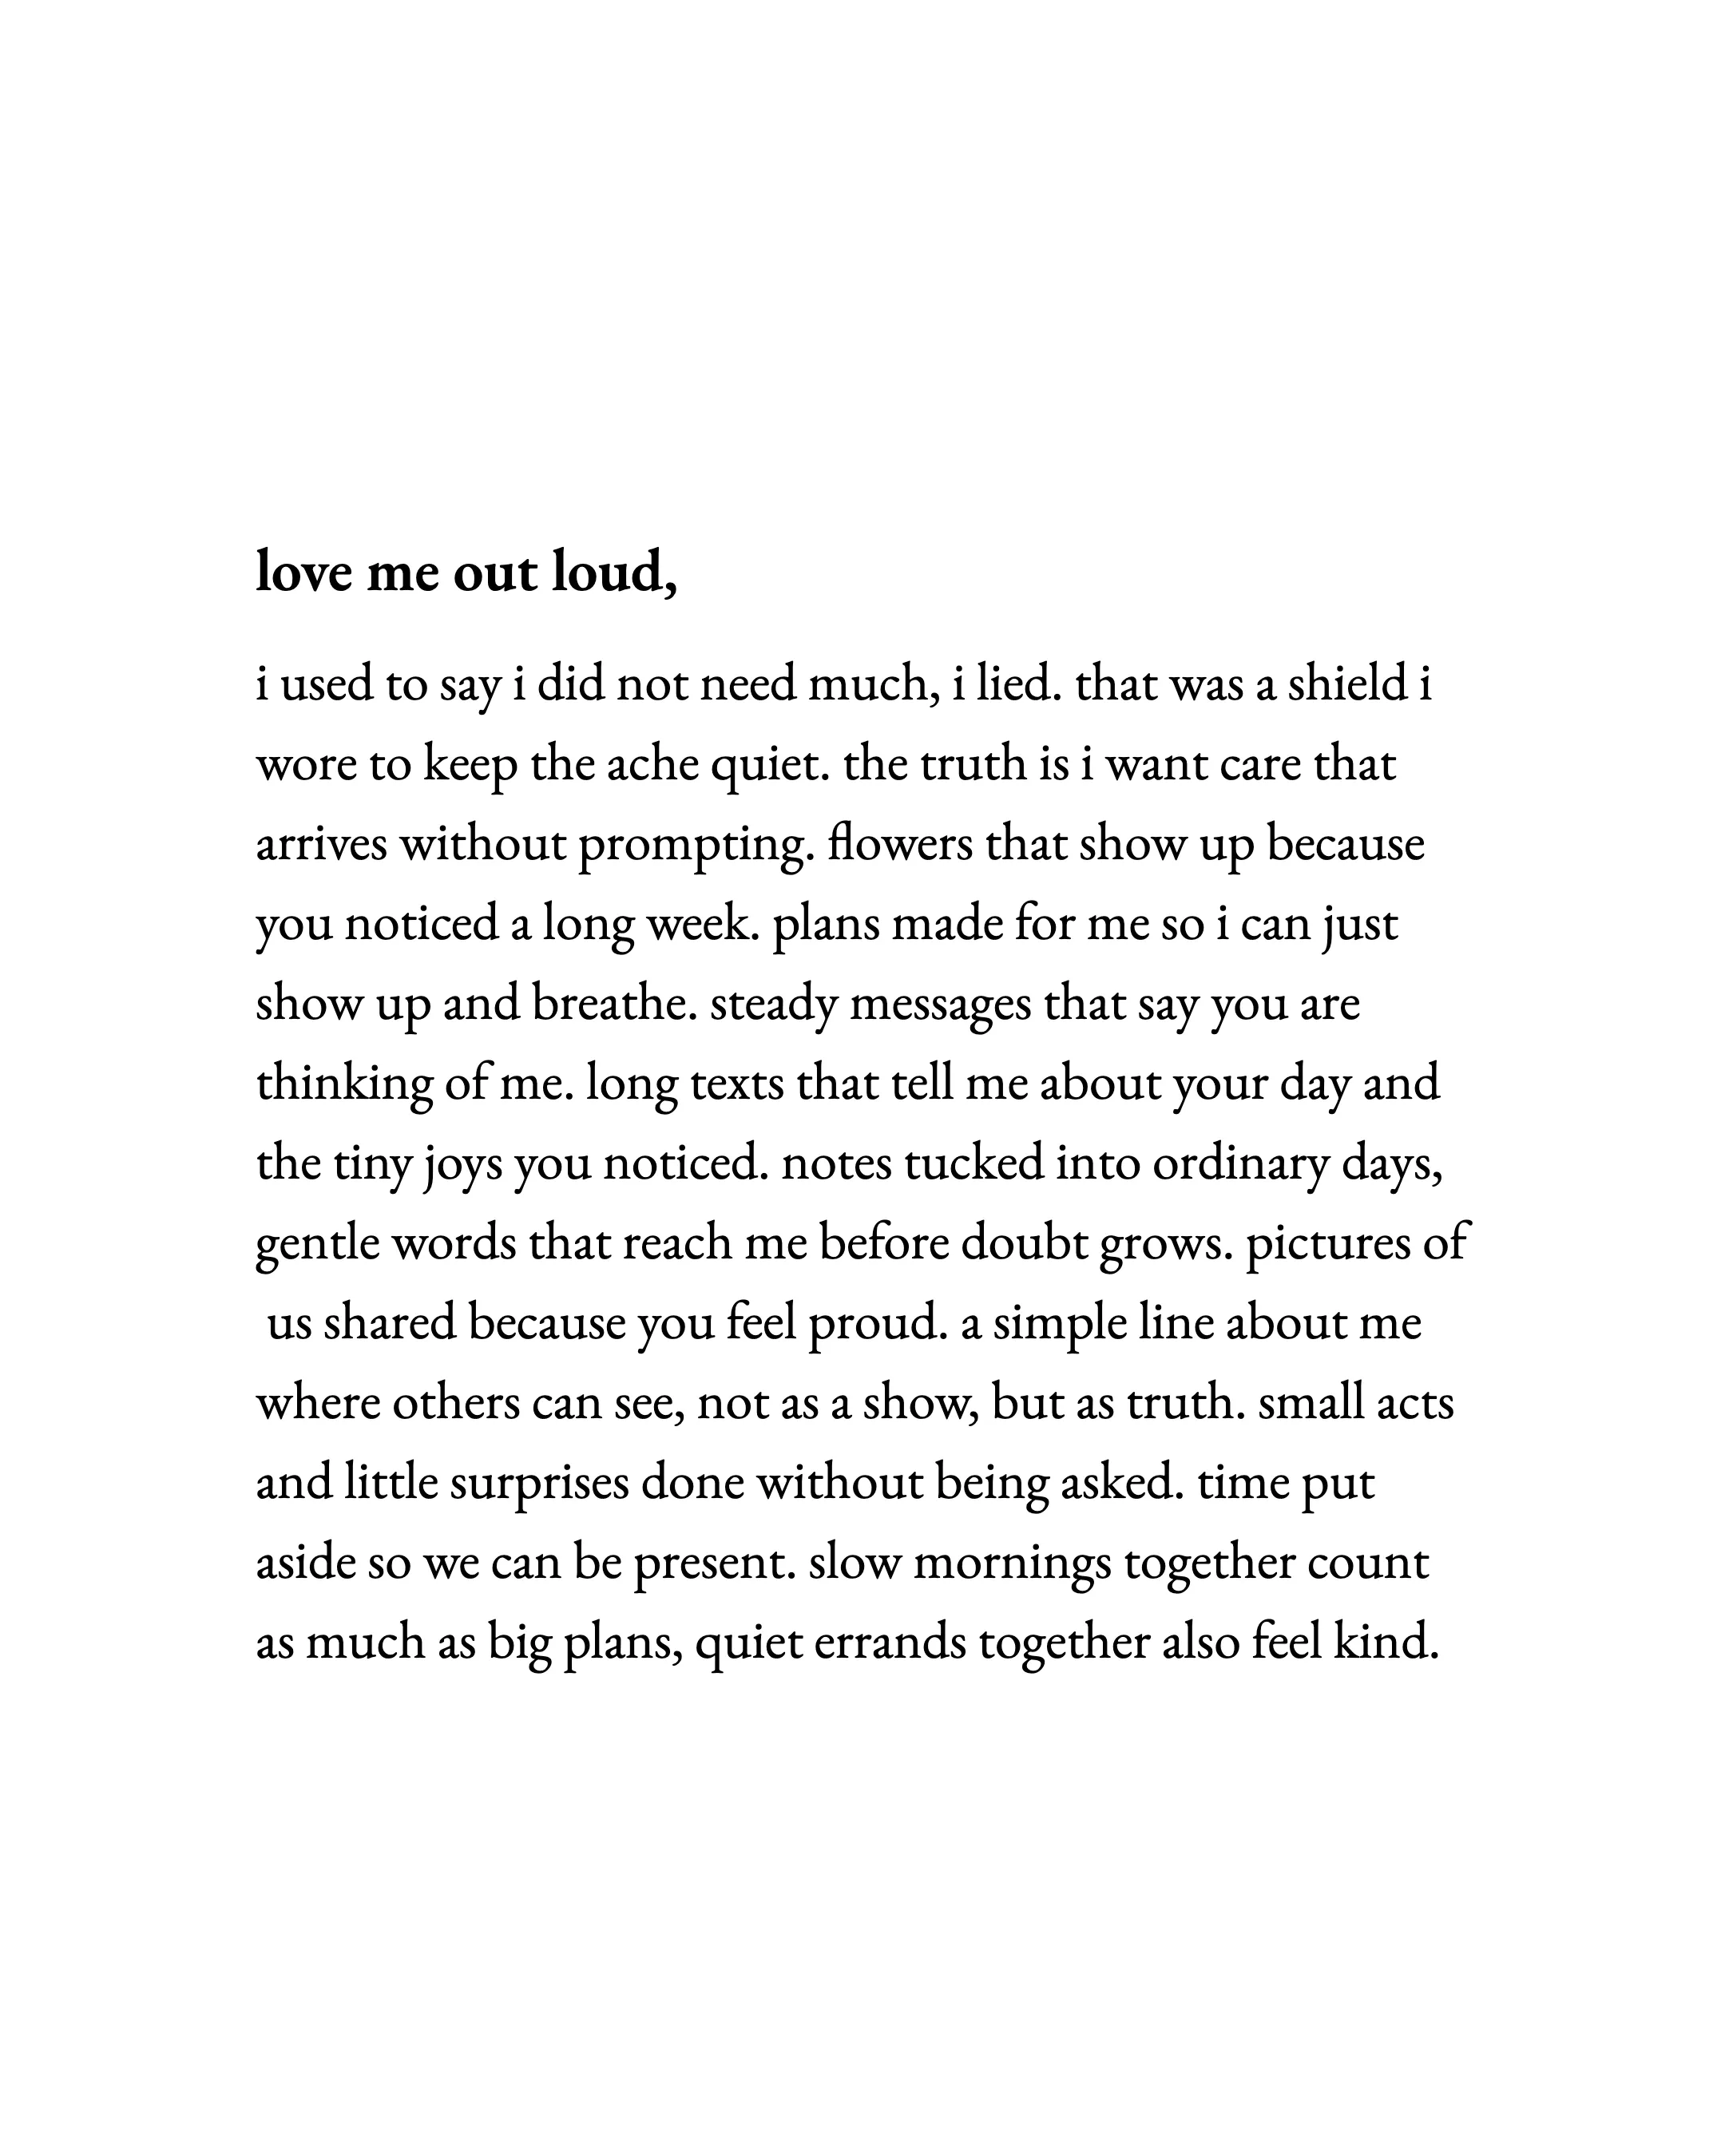 love me out loud,
i used to say i did not need much, i lied. that was a shield i
wore to keep the ache quiet. the truth is i want care that
arrives without prompting. flowers that show up because
you noticed a long week. plans made for me so i can just
show up and breathe. steady messages that say you are
thinking of me. long texts that tell me about your day and
the tiny joys you noticed. notes tucked into ordinary days,
gentle words that reach me before doubt grows. pictures of
us shared because you feel proud. a simple line about me
where others can see, not as a show, but as truth. small acts
and little surprises done without being asked. time put
aside so we can be present. slow mornings together count
as much as big plans, quiet errands together also feel kind.